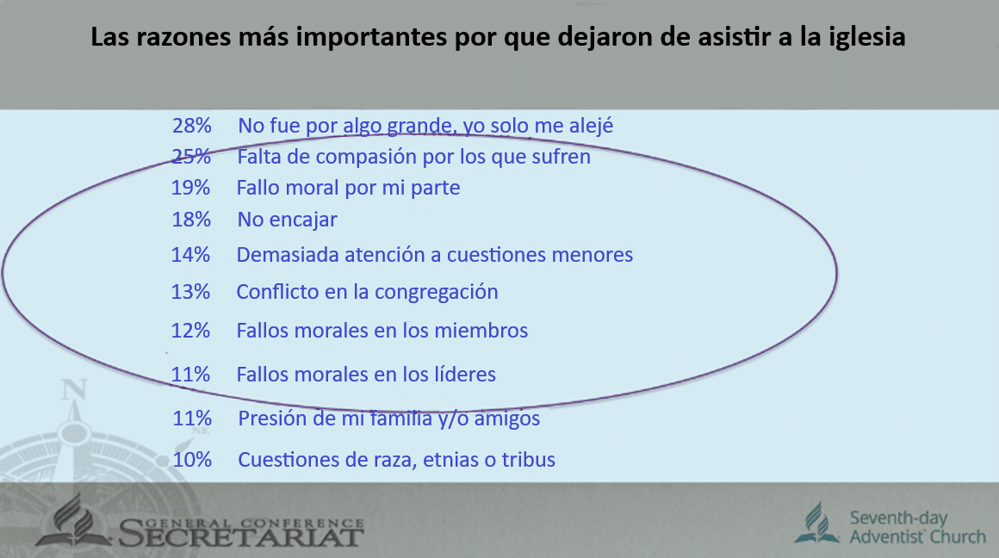 Las razones más importantes por que dejaron de asistir a la iglesia
28% No fue por algo grande, yo solo me alejé
25% Falta de compasión por los que sufren
19% Fallo moral por mi parte
18% No encajar
14% Demasiada atención a cuestiones menores
13% Conflicto en la congregación
12% Fallos morales en los miembros
11% Fallos morales en los líderes
11% Presión de mi familia y/o amigos
10% Cuestiones de raza, etnias o tribus
N
NE
GENERAL CONFERENCE
SECRETARIAT
Seventh-day
Adventist® Church